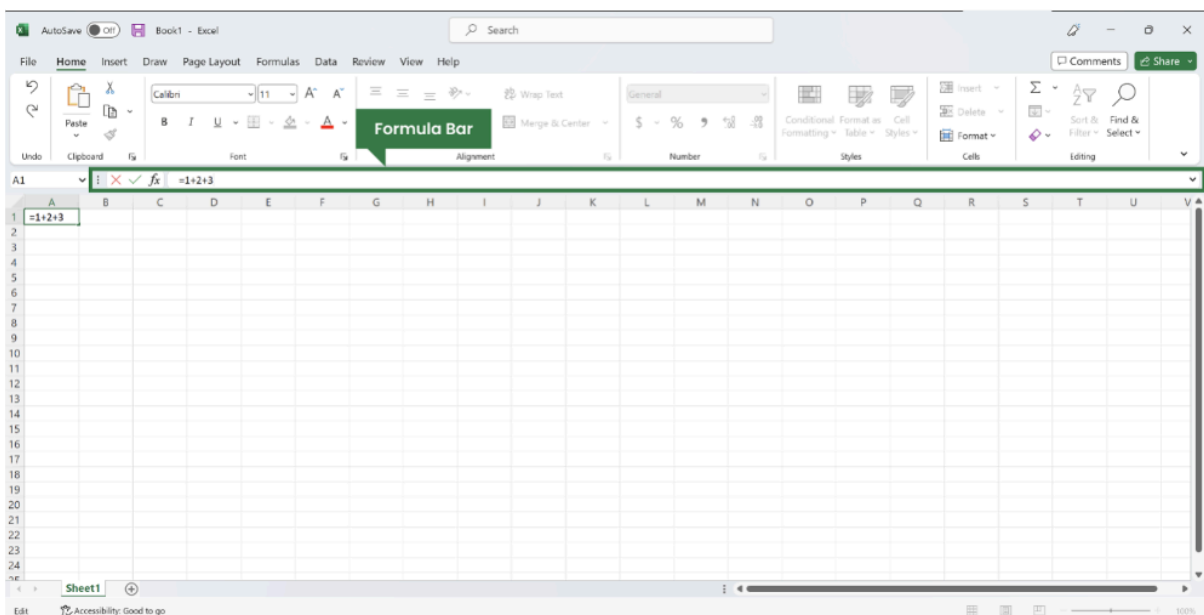 AutoSave Off Book1 - Excel Search
File Home Insert Draw Page Layout Formulas Data Review View Help Comments Share
Calibri 11 A A Wrap Text General Insert Σ
Paste B I U A Merge & Center $ % Conditional Formatting Format as Table Cell Styles Delete Sort & Filter Find & Select
Format
Formula Bar
Undo Clipboard Font Alignment Number Styles Cells Editing
A1 fx =1+2+3
A B C D E F G H I J K L M N O P Q R S T U V
1 =1+2+3
2
3
4
5
6
7
8
9
10
11
12
13
14
15
16
17
18
19
20
21
22
23
24
Sheet1
Edit Accessibility: Good to go 100%